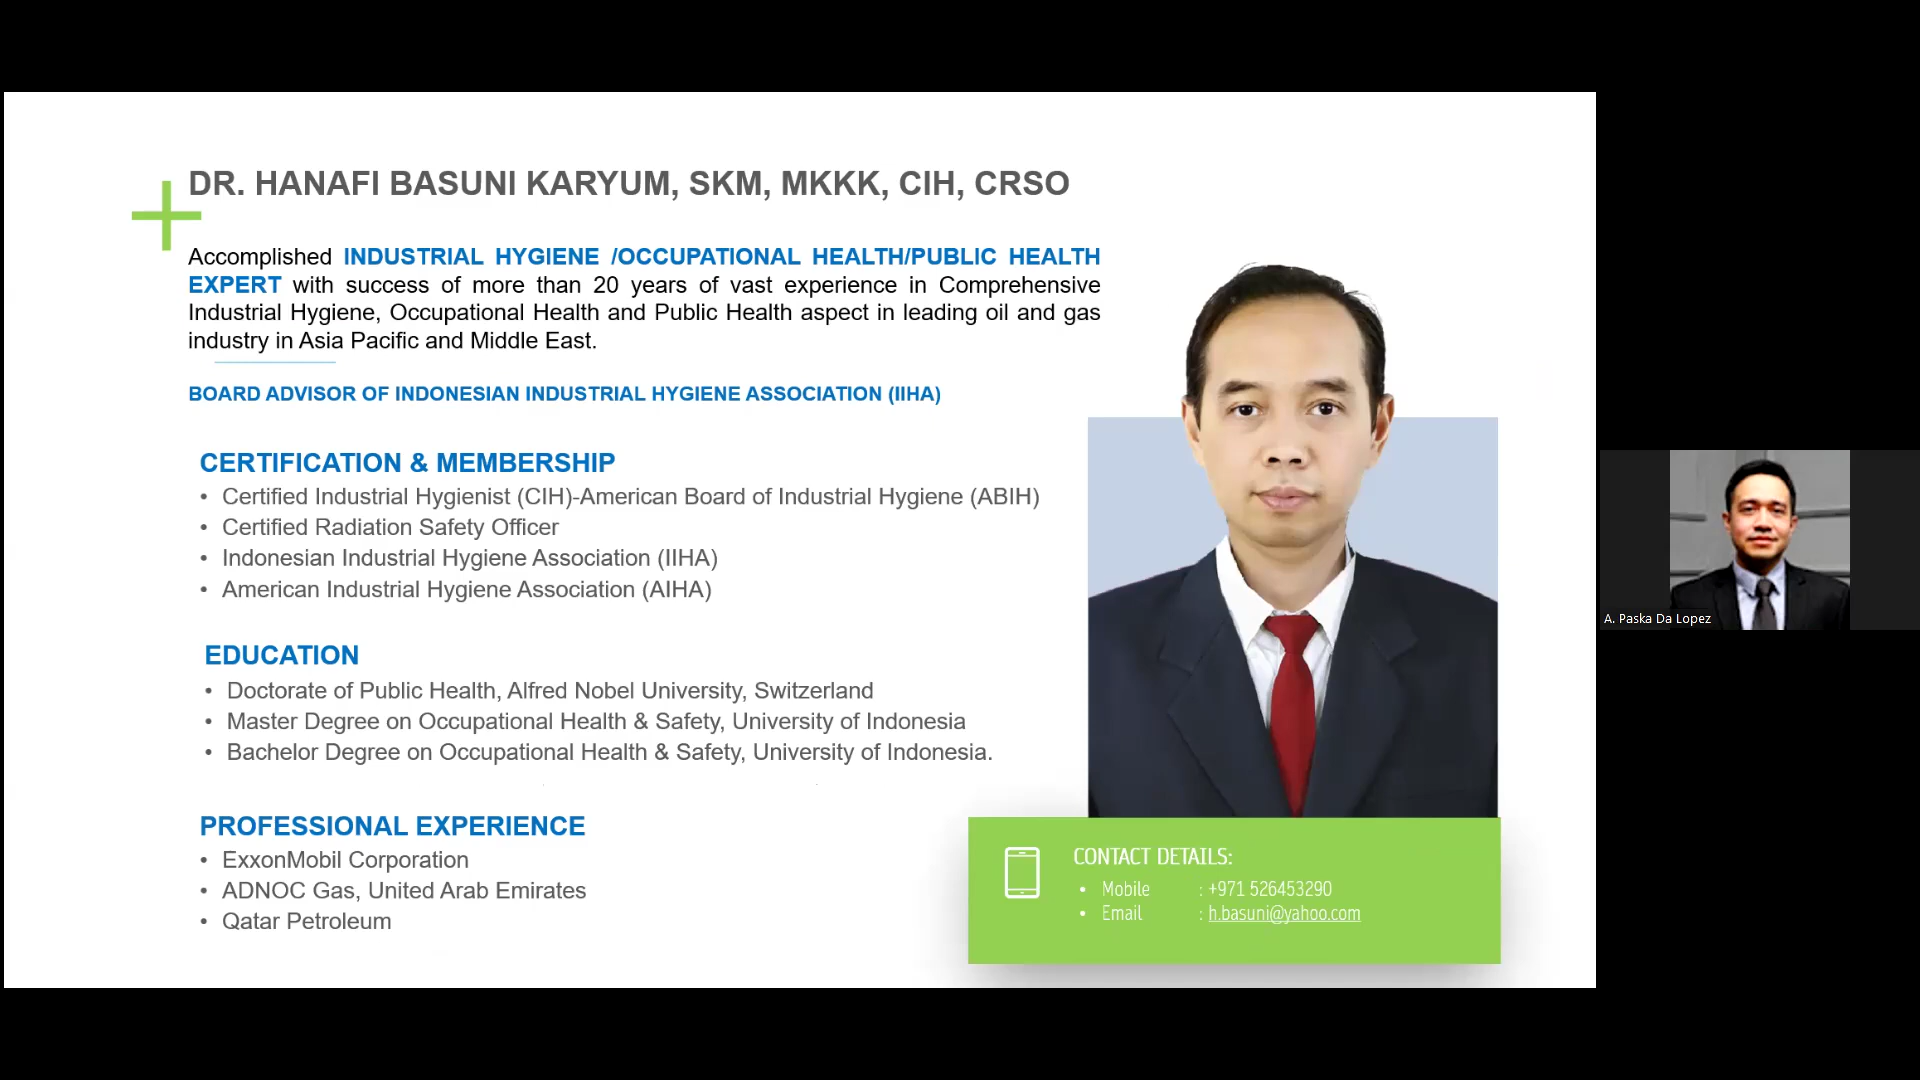 DR. HANAFI BASUNI KARYUM, SKM, MKKK, CIH, CRSO
Accomplished INDUSTRIAL HYGIENE /OCCUPATIONAL HEALTH/PUBLIC HEALTH
EXPERT with success of more than 20 years of vast experience in Comprehensive
Industrial Hygiene, Occupational Health and Public Health aspect in leading oil and gas
industry in Asia Pacific and Middle East.
BOARD ADVISOR OF INDONESIAN INDUSTRIAL HYGIENE ASSOCIATION (IIHA)
CERTIFICATION & MEMBERSHIP
• Certified Industrial Hygienist (CIH)-American Board of Industrial Hygiene (ABIH)
• Certified Radiation Safety Officer
• Indonesian Industrial Hygiene Association (IIHA)
• American Industrial Hygiene Association (AIHA)
EDUCATION
• Doctorate of Public Health, Alfred Nobel University, Switzerland
• Master Degree on Occupational Health & Safety, University of Indonesia
• Bachelor Degree on Occupational Health & Safety, University of Indonesia.
PROFESSIONAL EXPERIENCE
• ExxonMobil Corporation
• ADNOC Gas, United Arab Emirates
• Qatar Petroleum
CONTACT DETAILS:
• Mobile : +971 526453290
• Email : h.basuni@yahoo.com
A. Paska Da Lopez